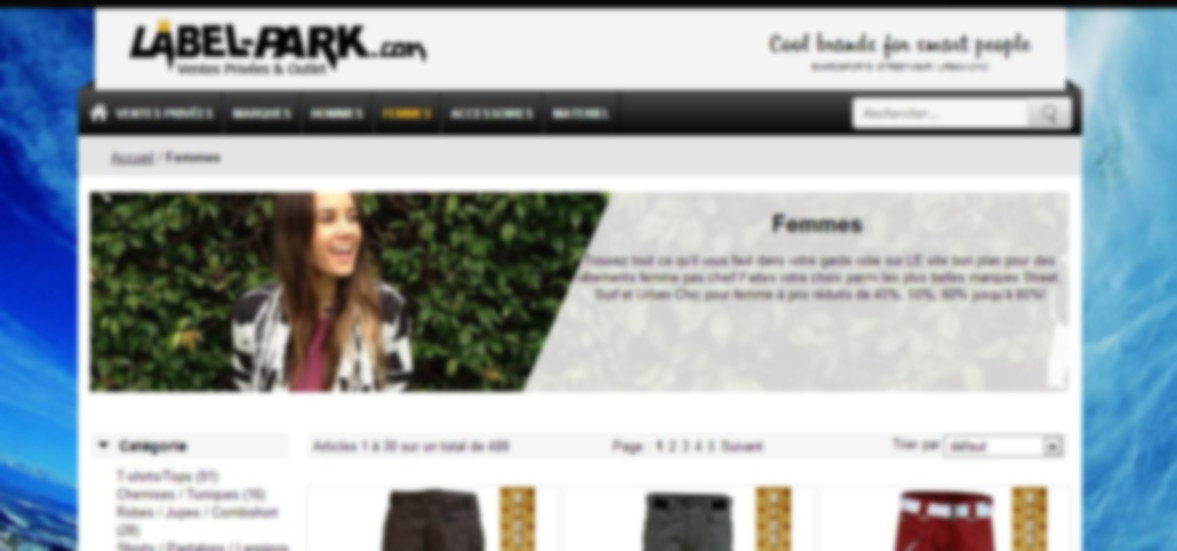 LABEL-PARK.com
Ventes Privées & Outlet
Cool brands for smart people
BOARDSPORTS STREETWEAR URBAN CHIC
VENTES PRIVÉES MARQUES HOMMES FEMMES ACCESSOIRES MATERIEL
Rechercher...
Accueil / Femmes
Femmes
Trouvez tout ce qu'il vous faut dans votre garde robe sur LE site bon plan pour des
vêtements femme pas cher! Faites votre choix parmi les plus belles marques Street,
Surf et Urban Chic pour femme à prix réduits de 40%, 50%, 60% jusqu'à 80%!
Catégorie
Articles 1 à 30 sur un total de 488
Page : 1 2 3 4 5 Suivant
Trier par défaut
T-shirts/Tops (91)
Chemises / Tuniques (16)
Robes / Jupes / Combishort
(28)
Shorts / Pantalons / Leggings